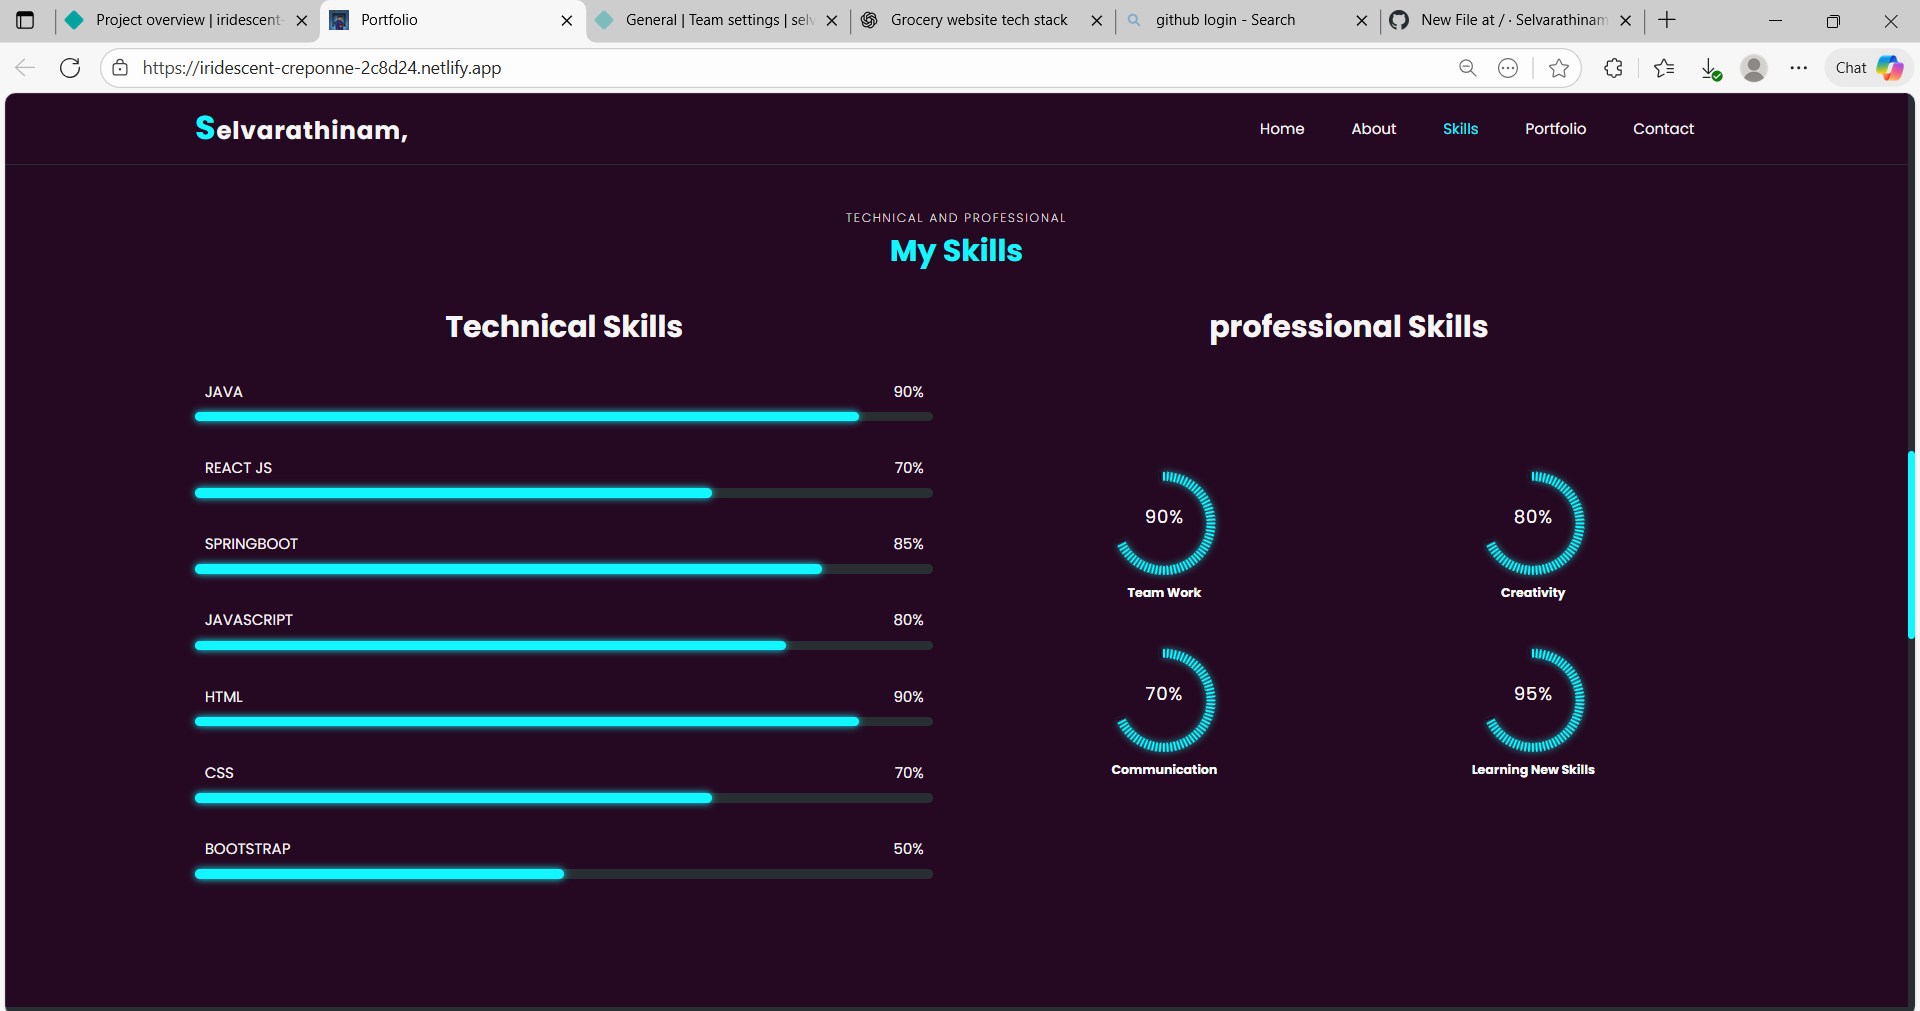 Project overview | iridescent-
Portfolio
General | Team settings | selv
Grocery website tech stack
github login - Search
New File at / · Selvarathinam
https://iridescent-creponne-2c8d24.netlify.app
Chat
Selvarathinam,
Home
About
Skills
Portfolio
Contact
TECHNICAL AND PROFESSIONAL
My Skills
Technical Skills
JAVA 90%
REACT JS 70%
SPRINGBOOT 85%
JAVASCRIPT 80%
HTML 90%
CSS 70%
BOOTSTRAP 50%
professional Skills
90%
Team Work
80%
Creativity
70%
Communication
95%
Learning New Skills